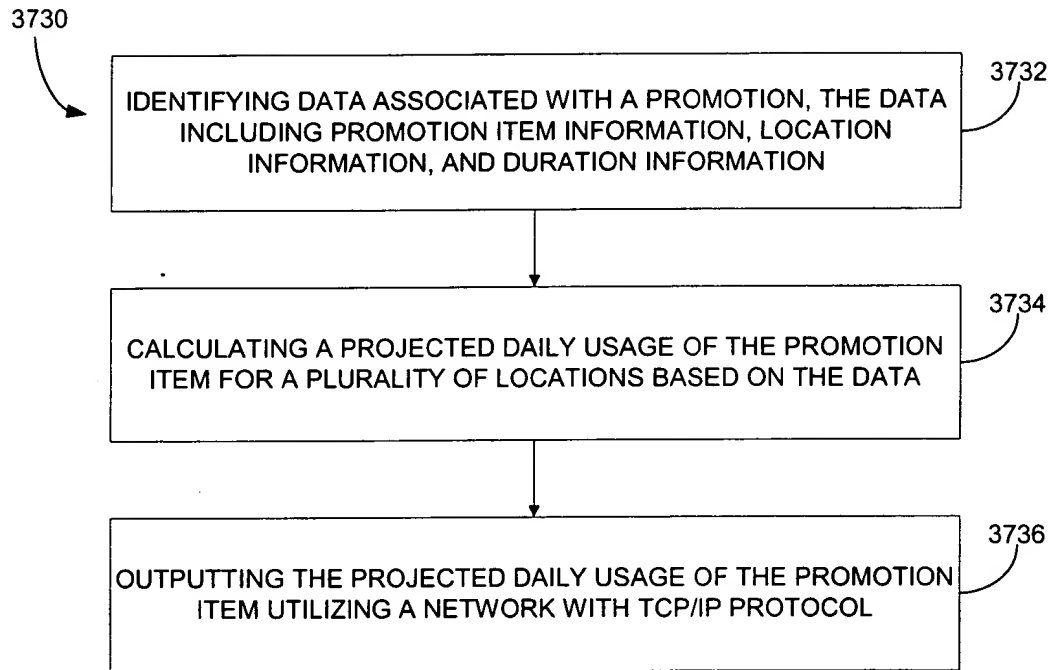 3730
3732
IDENTIFYING DATA ASSOCIATED WITH A PROMOTION, THE DATA
INCLUDING PROMOTION ITEM INFORMATION, LOCATION
INFORMATION, AND DURATION INFORMATION
3734
CALCULATING A PROJECTED DAILY USAGE OF THE PROMOTION
ITEM FOR A PLURALITY OF LOCATIONS BASED ON THE DATA
3736
OUTPUTTING THE PROJECTED DAILY USAGE OF THE PROMOTION
ITEM UTILIZING A NETWORK WITH TCP/IP PROTOCOL